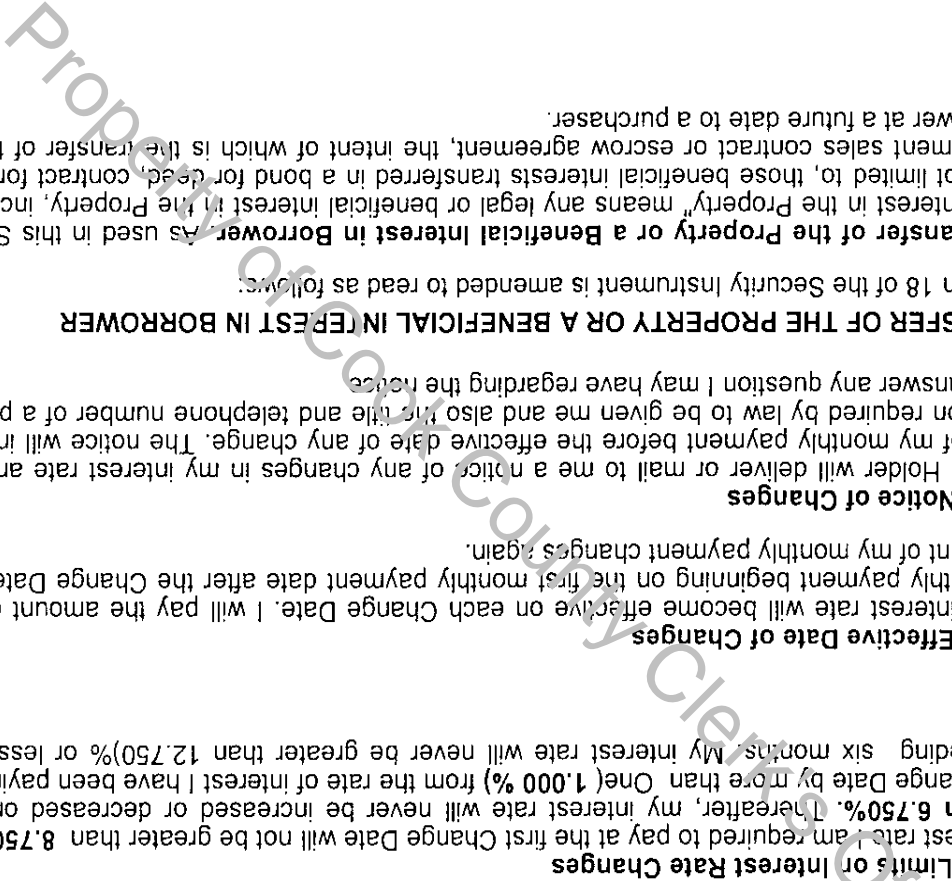 Limits or Interest Rate Changes
est rate I am required to pay at the first Change Date will not be greater than 8.750
n 6.750%. Thereafter, my interest rate will never be increased or decreased on
ange Date by more than One( 1.000 %) from the rate of interest I have been payin
eding six months. My interest rate will never be greater than 12.750)% or less
Effective Date of Changes
interest rate will become effective on each Change Date. I will pay the amount
thly payment beginning on the first monthly payment date after the Change Date
nt of my monthly payment changes again.
Notice of Changes
Holder will deliver or mail to me a notice of any changes in my interest rate an
f my monthly payment before the effective date of any change. The notice will in
on required by law to be given me and also the title and telephone number of a p
answer any question I may have regarding the notice
SFER OF THE PROPERTY OR A BENEFICIAL INTEREST IN BORROWER
n 18 of the Security Instrument is amended to read as follows:
ansfer of the Property or a Beneficial Interest in Borrower. As used in this S
nterest in the Property" means any legal or beneficial interest in the Property, inclu
ot limited to, those beneficial interests transferred in a bond for deed, contract for
ment sales contract or escrow agreement, the intent of which is the transfer of t
wer at a future date to a purchaser.
Property of Cook County Clerk's Of